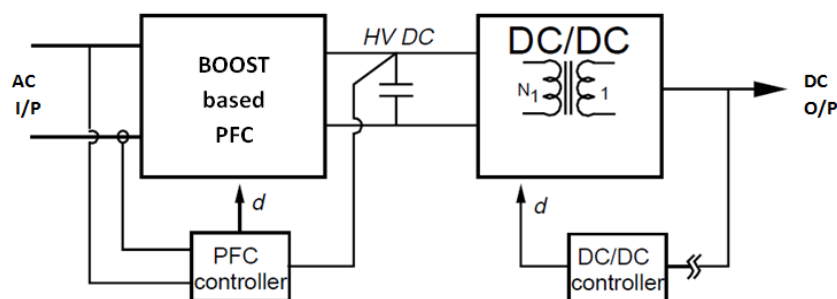 AC
I/P
BOOST
based
PFC
HV DC
DC/DC
N1
1
DC
O/P
d
PFC
controller
d
DC/DC
controller